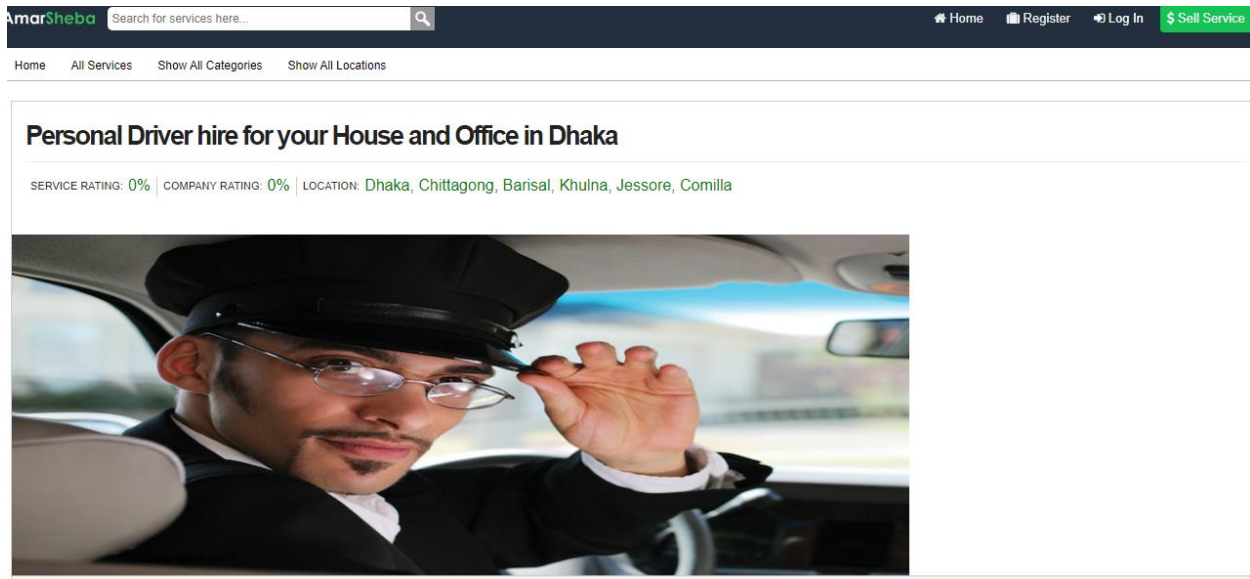 AmarSheba Search for services here... Home Register Log In $ Sell Service
Home All Services Show All Categories Show All Locations
Personal Driver hire for your House and Office in Dhaka
SERVICE RATING: 0% COMPANY RATING: 0% LOCATION: Dhaka, Chittagong, Barisal, Khulna, Jessore, Comilla